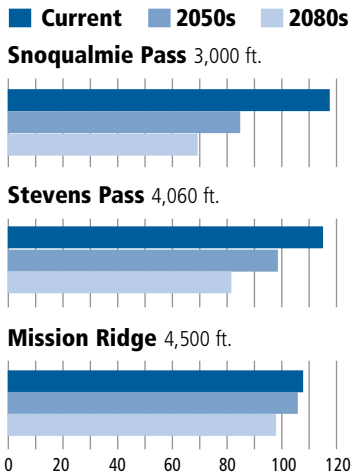 Current 2050s 2080s
Snoqualmie Pass 3,000 ft.
Stevens Pass 4,060 ft.
Mission Ridge 4,500 ft.
0 20 40 60 80 100 120